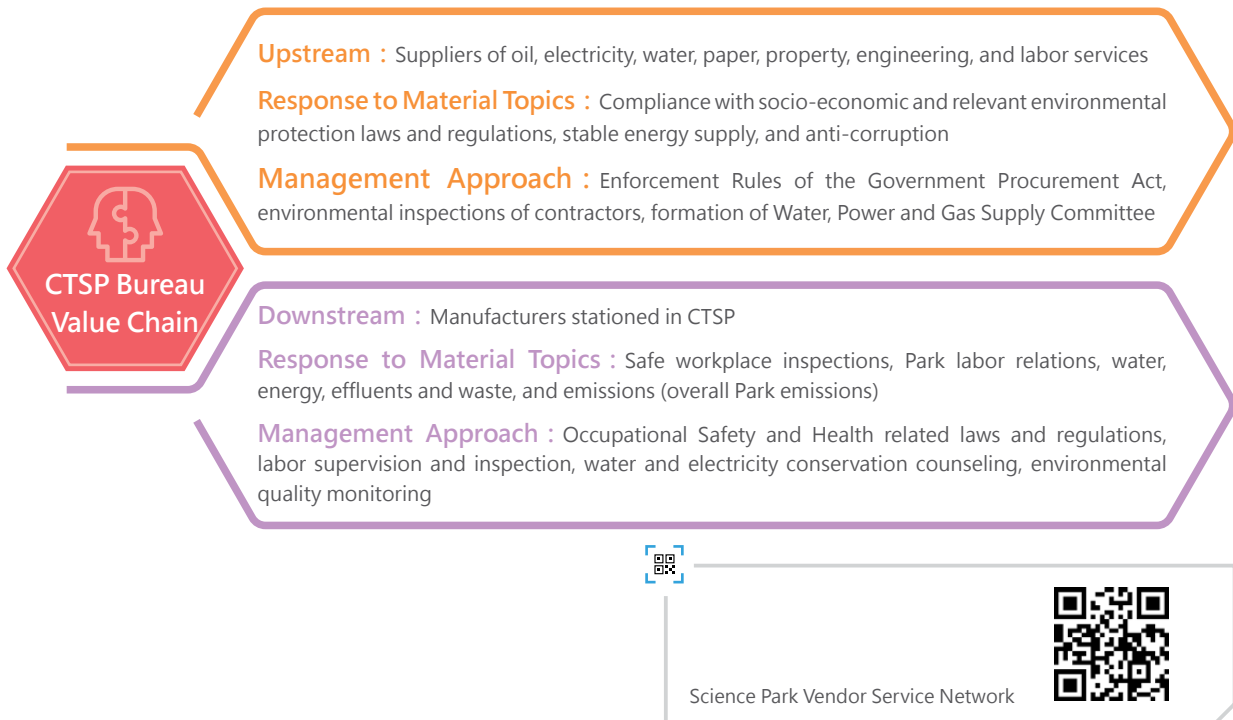 CTSP Bureau
Value Chain
Upstream：Suppliers of oil, electricity, water, paper, property, engineering, and labor services
Response to Material Topics：Compliance with socio-economic and relevant environmental
protection laws and regulations, stable energy supply, and anti-corruption
Management Approach：Enforcement Rules of the Government Procurement Act,
environmental inspections of contractors, formation of Water, Power and Gas Supply Committee
Downstream：Manufacturers stationed in CTSP
Response to Material Topics：Safe workplace inspections, Park labor relations, water,
energy, effluents and waste, and emissions (overall Park emissions)
Management Approach：Occupational Safety and Health related laws and regulations,
labor supervision and inspection, water and electricity conservation counseling, environmental
quality monitoring
Science Park Vendor Service Network